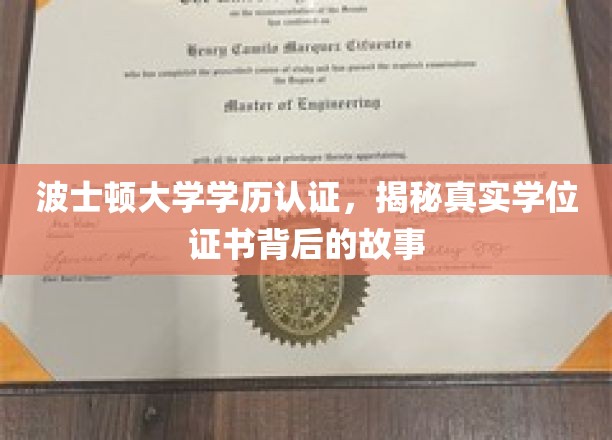 on the recommendation of the Senate
has conferred on
Henry Camilo Marquez Cifuentes
who has completed the prescribed course of study and has passed the requisite examinations
the Degree of
Master of Engineering
with all the rights and privileges thereto appertaining.
波士顿大学学历认证，揭秘真实学位
证书背后的故事